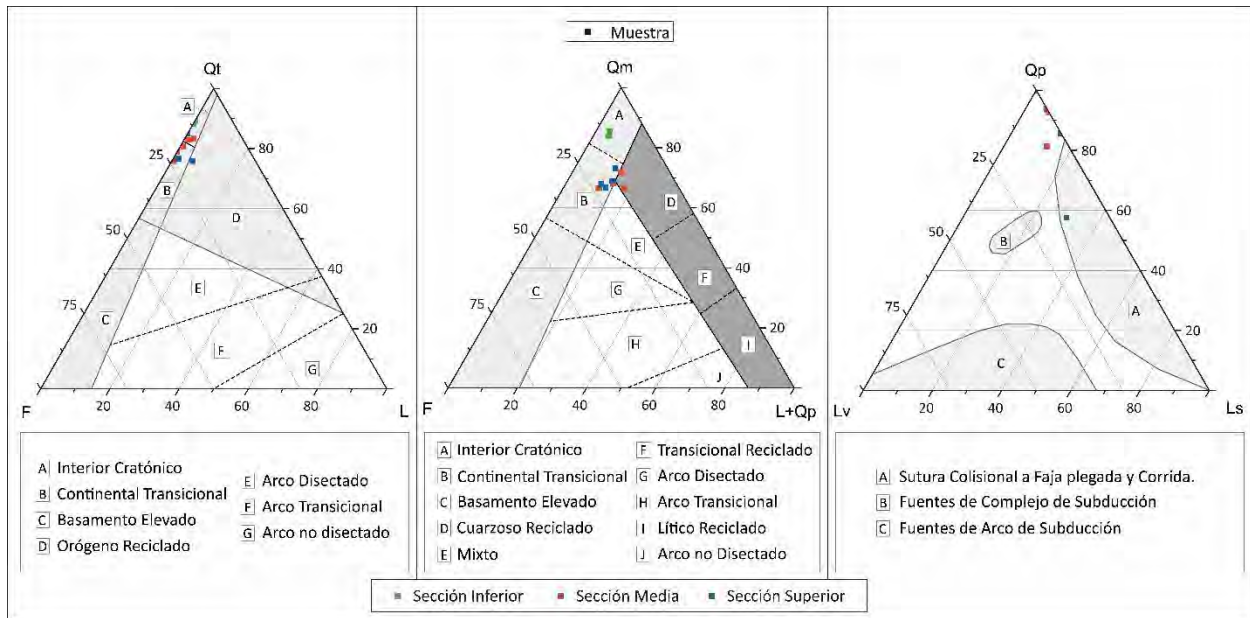 ■ Muestra
Qt
A
80
25
B
D
60
50
E
40
75
C
F
20
G
F
20
40
60
80
L
Qm
A
80
25
B
D
60
50
E
C
G
F
40
75
H
20
I
J
F
20
40
60
80
L+Qp
Qp
80
25
60
50
B
40
75
A
20
C
Lv
20
40
60
80
Ls
A Interior Cratónico
B Continental Transicional
C Basamento Elevado
D Orógeno Reciclado
E Arco Disectado
F Arco Transicional
G Arco no disectado
A Interior Cratónico
B Continental Transicional
C Basamento Elevado
D Cuarzoso Reciclado
E Mixto
F Transicional Reciclado
G Arco Disectado
H Arco Transicional
I Lítico Reciclado
J Arco no Disectado
A Sutura Colisional a Faja plegada y Corrida.
B Fuentes de Complejo de Subducción
C Fuentes de Arco de Subducción
Sección Inferior
Sección Media
Sección Superior